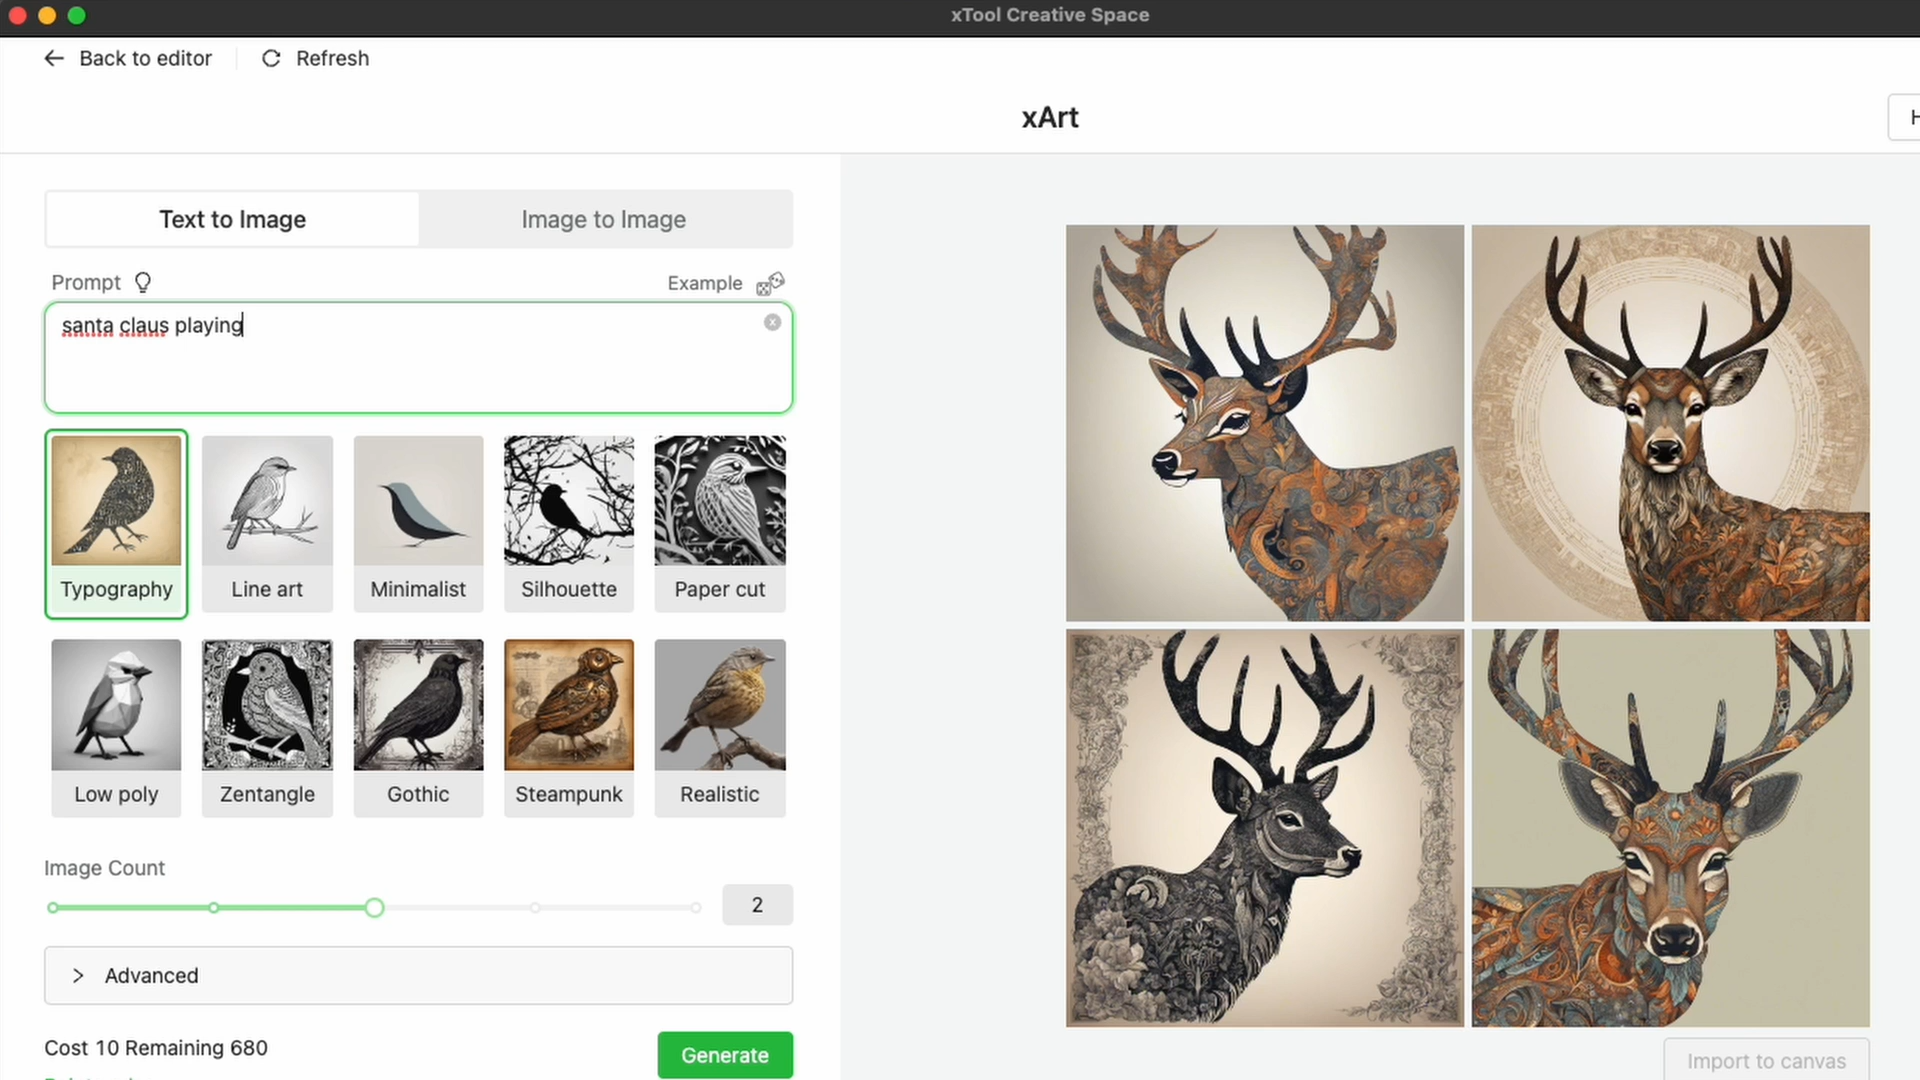 xTool Creative Space
Back to editor
Refresh
xArt
Text to Image
Image to Image
Prompt
Example
santa claus playing
Typography
Line art
Minimalist
Silhouette
Paper cut
Low poly
Zentangle
Gothic
Steampunk
Realistic
Image Count
2
Advanced
Cost 10 Remaining 680
Generate
Import to canvas